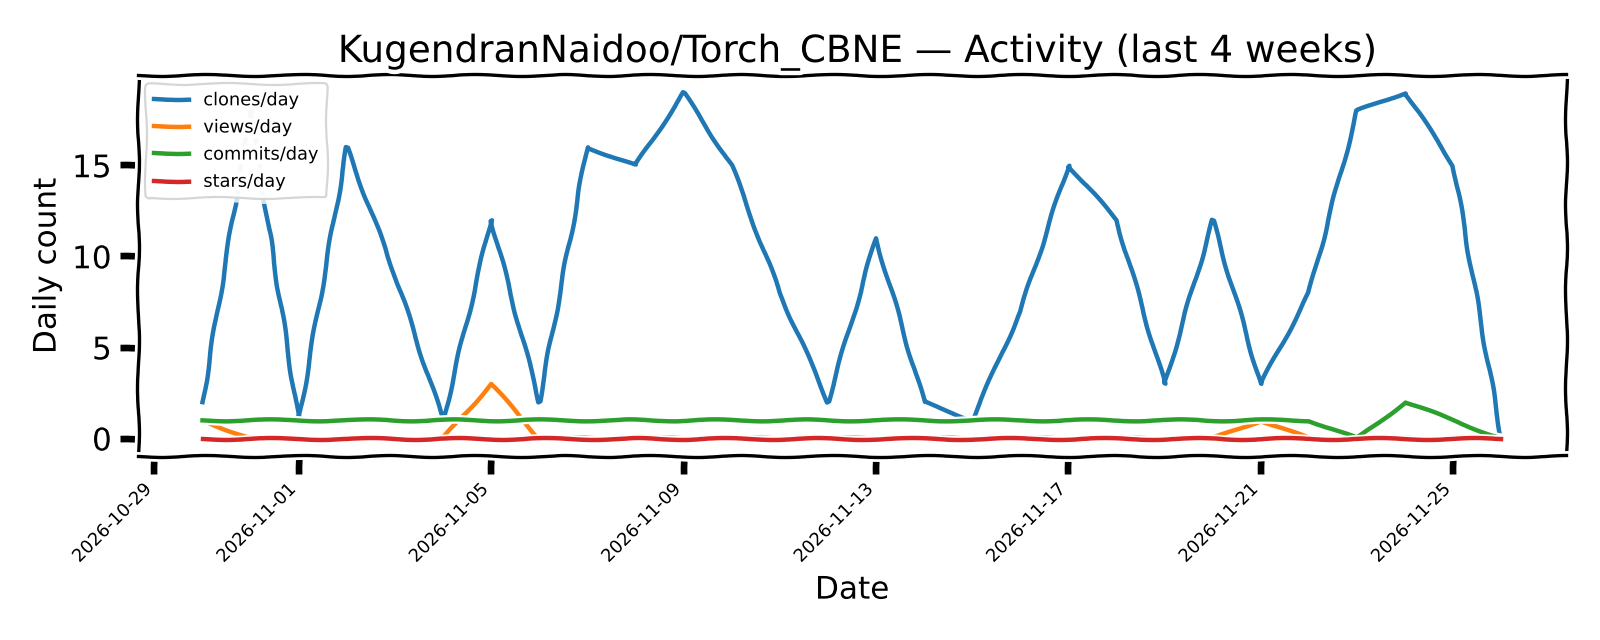 KugendranNaidoo/Torch_CBNE — Activity (last 4 weeks)
clones/day
views/day
commits/day
stars/day
Daily count
15
10
5
0
2026-10-29
2026-11-01
2026-11-05
2026-11-09
2026-11-13
2026-11-17
2026-11-21
2026-11-25
Date